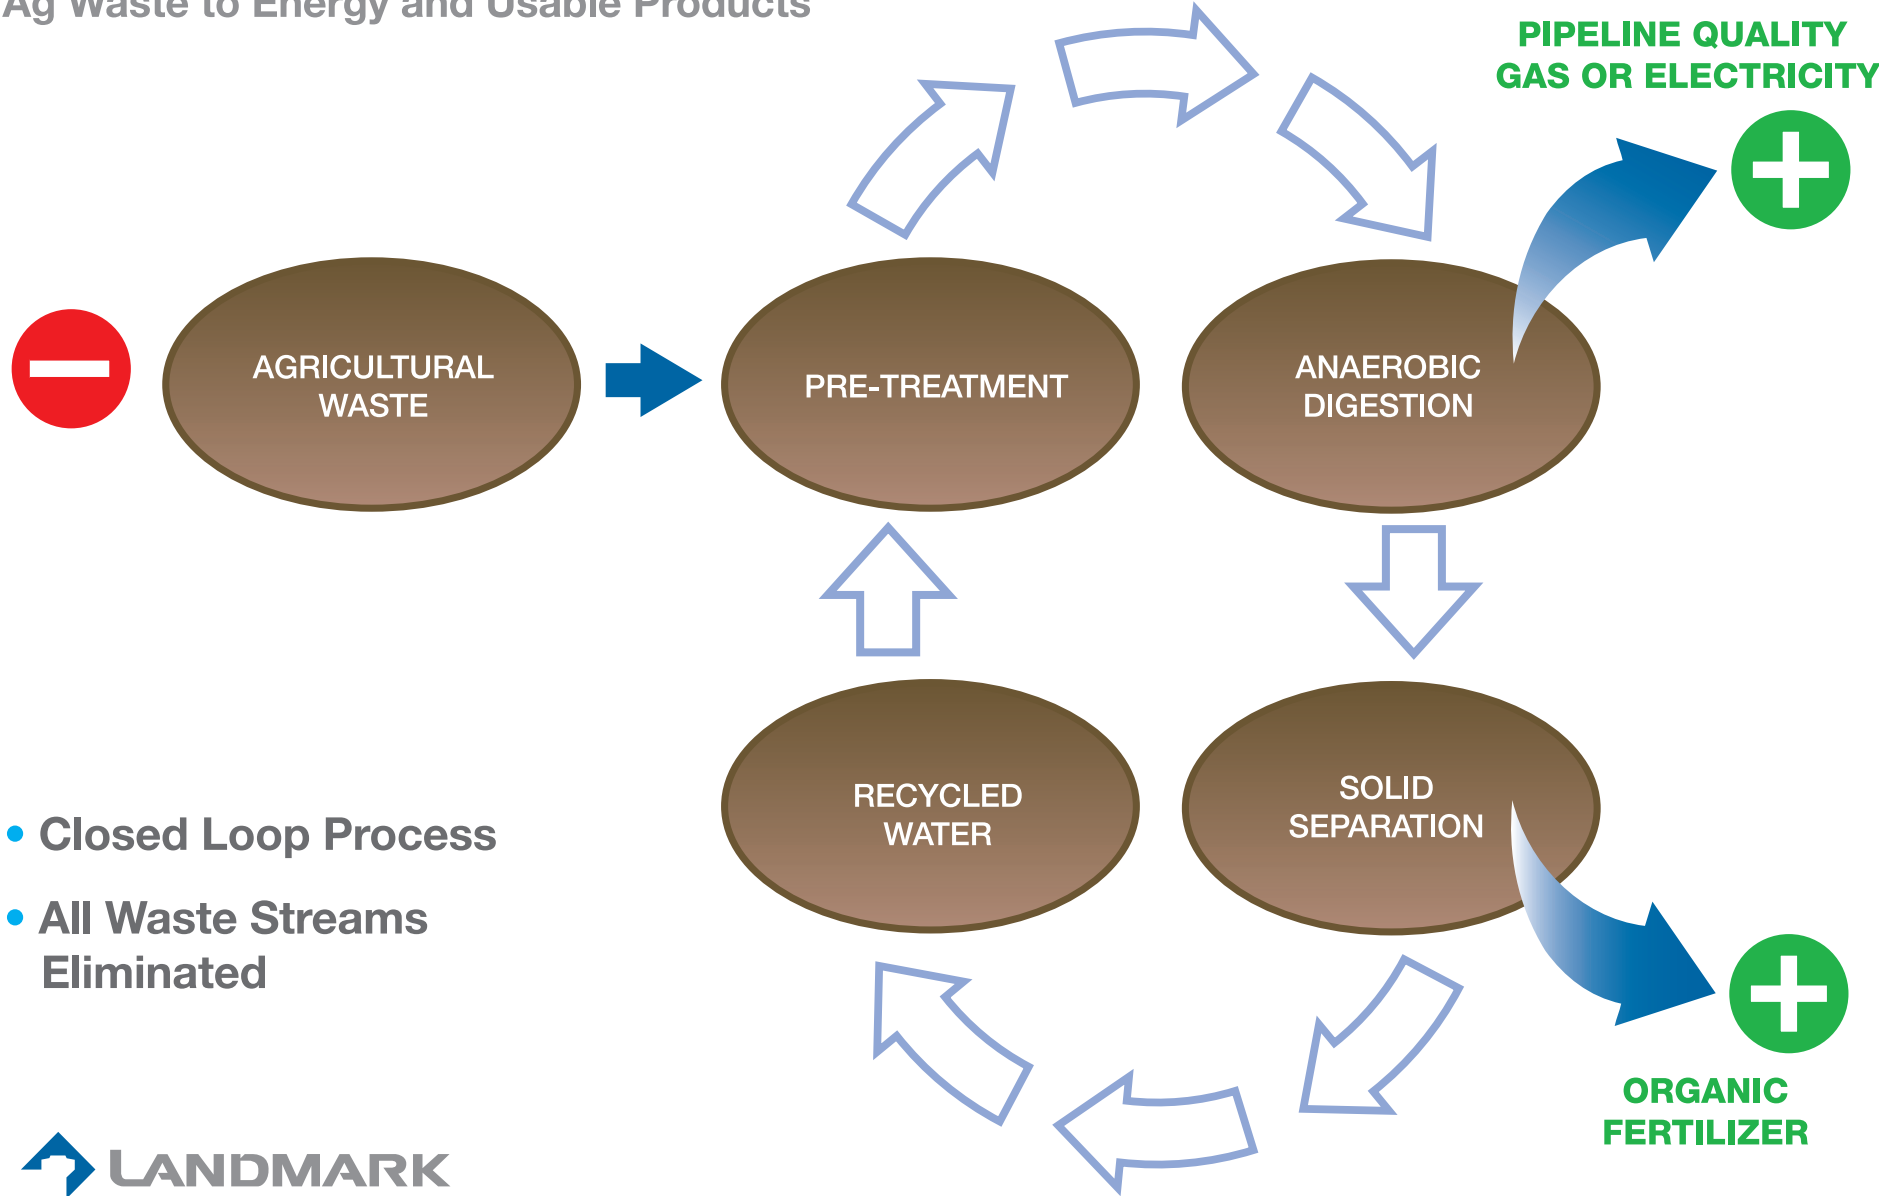 Ag Waste to Energy and Usable Products
PIPELINE QUALITY
GAS OR ELECTRICITY
AGRICULTURAL
WASTE
PRE-TREATMENT
ANAEROBIC
DIGESTION
RECYCLED
WATER
SOLID
SEPARATION
• Closed Loop Process
• All Waste Streams
Eliminated
ORGANIC
FERTILIZER
LANDMARK